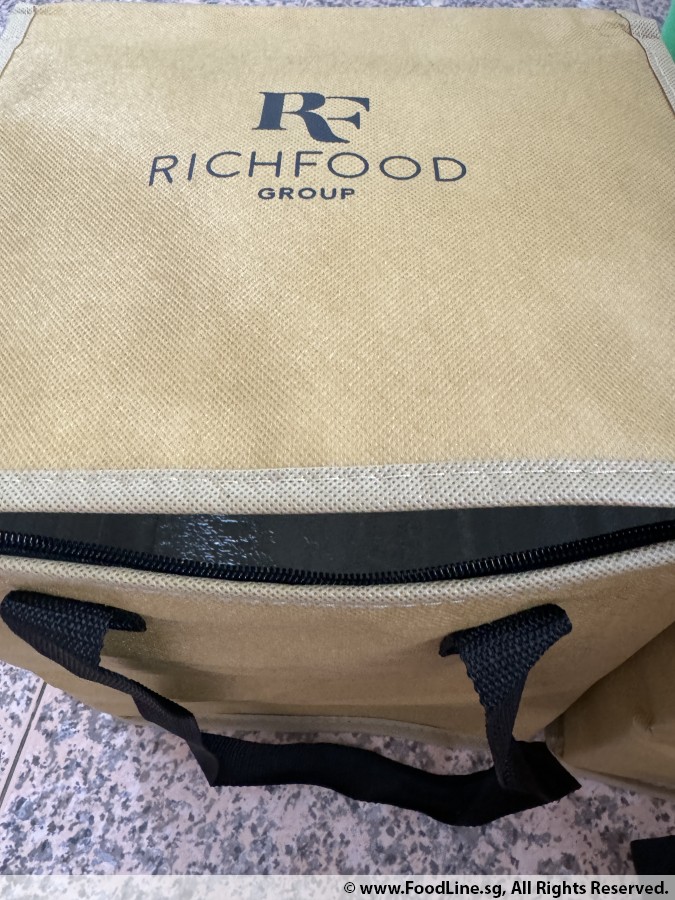 RF
RICHFOOD
GROUP
© www.FoodLine.sg, All Rights Reserved.